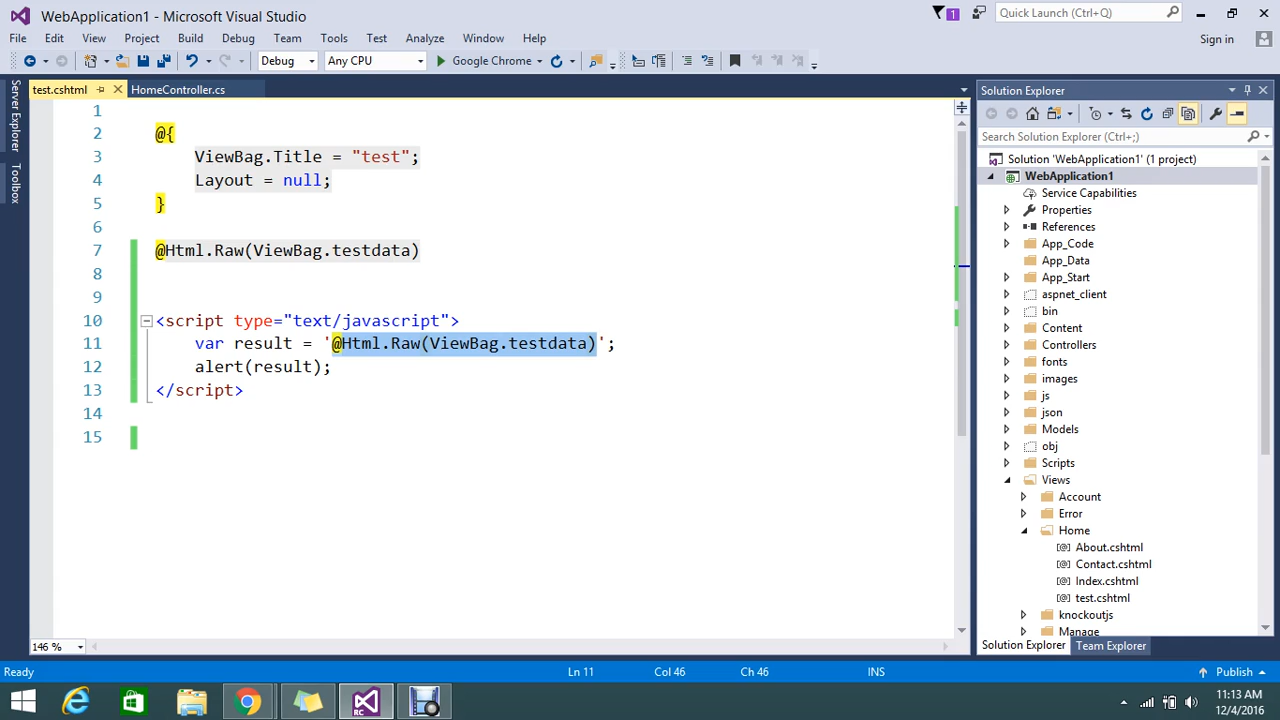 WebApplication1 - Microsoft Visual Studio
1
Quick Launch (Ctrl+Q)
File Edit View Project Build Debug Team Tools Test Analyze Window Help
Sign in
Debug Any CPU Google Chrome
Server Explorer
Toolbox
test.cshtml HomeController.cs
1
2 @{
3 ViewBag.Title = "test";
4 Layout = null;
5 }
6
7 @Html.Raw(ViewBag.testdata)
8
9
10 <script type="text/javascript">
11 var result = '@Html.Raw(ViewBag.testdata)';
12 alert(result);
13 </script>
14
15
146 %
Solution Explorer
Search Solution Explorer (Ctrl+;)
Solution 'WebApplication1' (1 project)
WebApplication1
Service Capabilities
Properties
References
App_Code
App_Data
App_Start
aspnet_client
bin
Content
Controllers
fonts
images
js
json
Models
obj
Scripts
Views
Account
Error
Home
About.cshtml
Contact.cshtml
Index.cshtml
test.cshtml
knockoutjs
Manage
Solution Explorer Team Explorer
Ready Ln 11 Col 46 Ch 46 INS Publish
RC
11:13 AM
12/4/2016